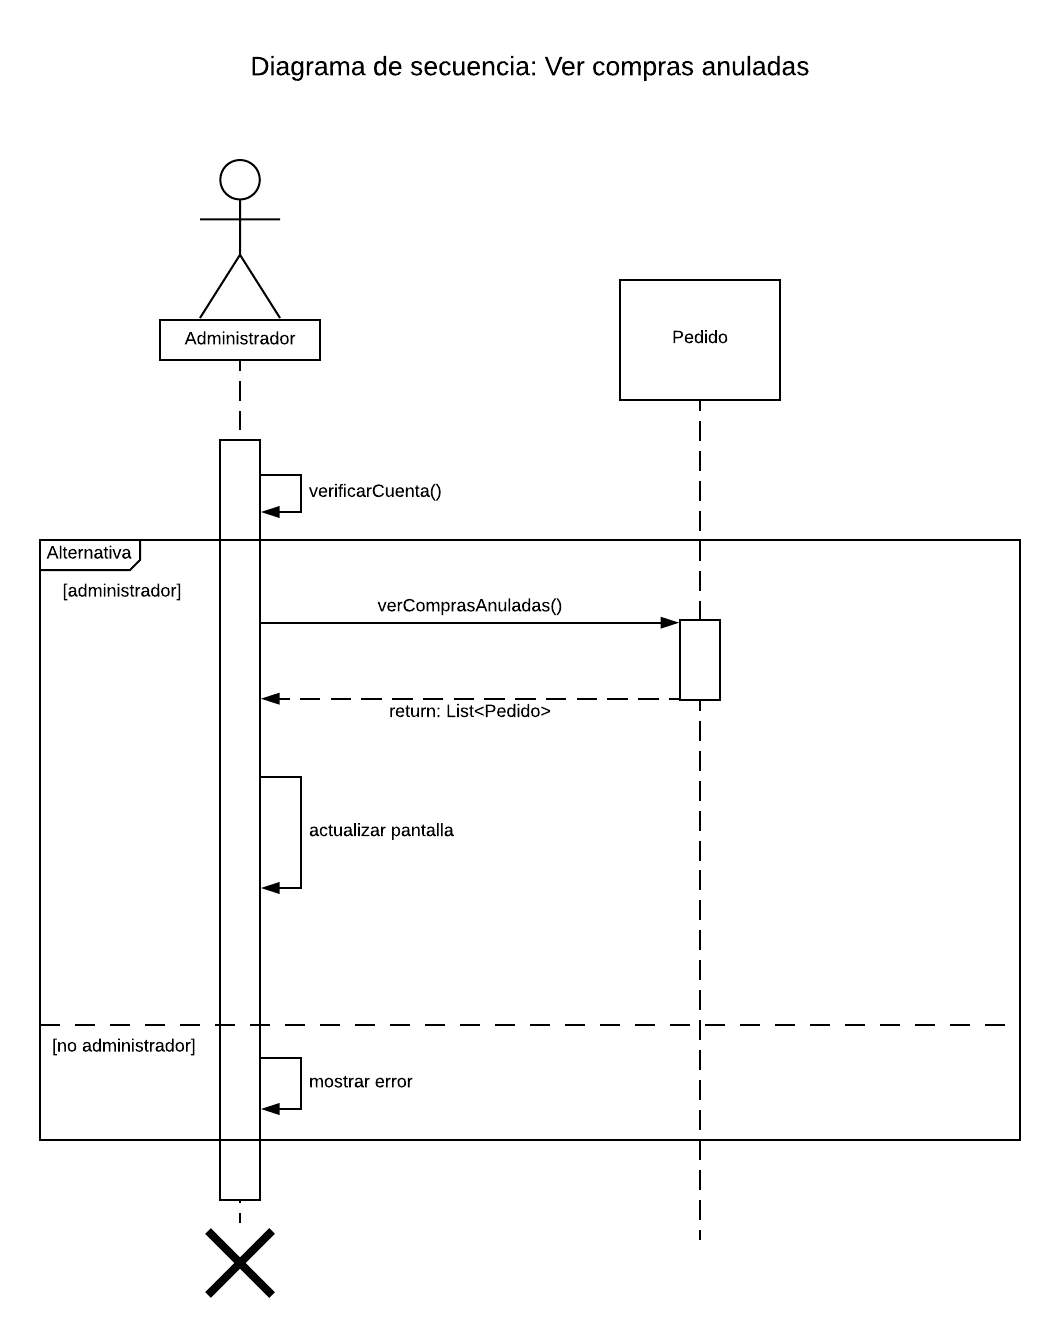 Diagrama de secuencia: Ver compras anuladas
Administrador
Pedido
verificarCuenta()
Alternativa
[administrador]
verComprasAnuladas()
return: List<Pedido>
actualizar pantalla
[no administrador]
mostrar error